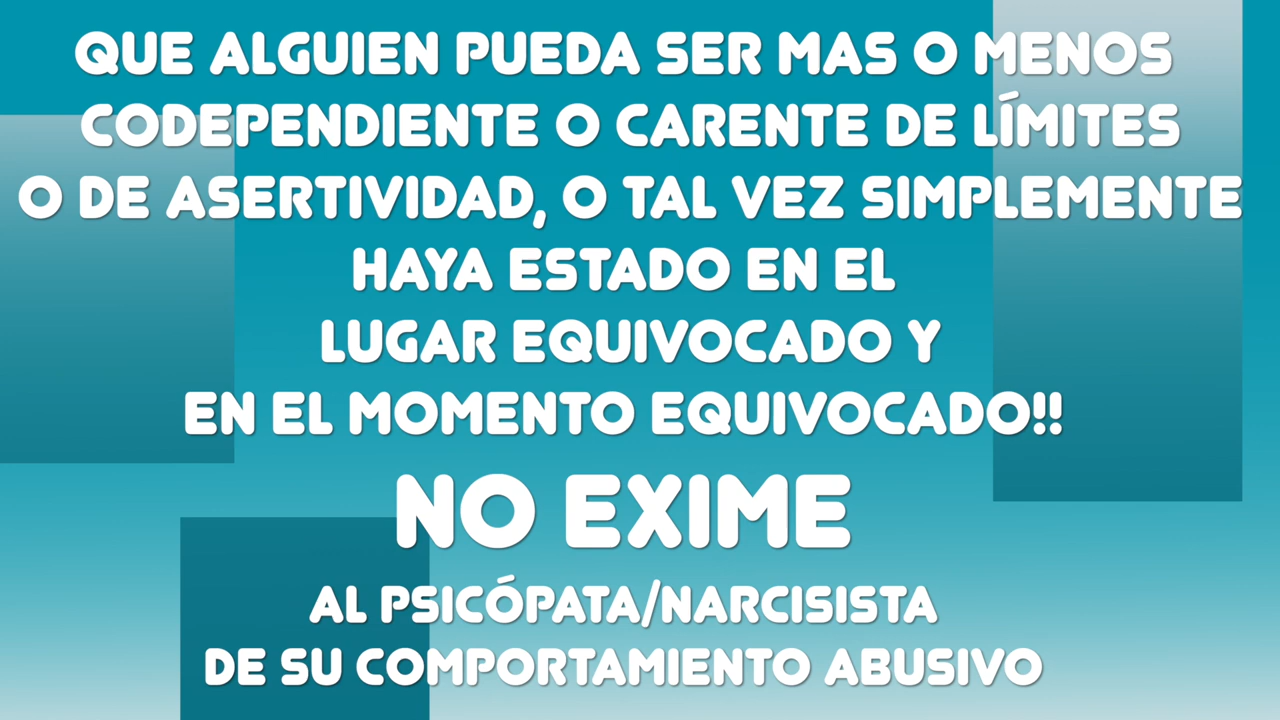 QUE ALGUIEN PUEDA SER MAS O MENOS
CODEPENDIENTE O CARENTE DE LÍMITES
O DE ASERTIVIDAD, O TAL VEZ SIMPLEMENTE
HAYA ESTADO EN EL
LUGAR EQUIVOCADO Y
EN EL MOMENTO EQUIVOCADO!!
NO EXIME
AL PSICÓPATA/NARCISISTA
DE SU COMPORTAMIENTO ABUSIVO